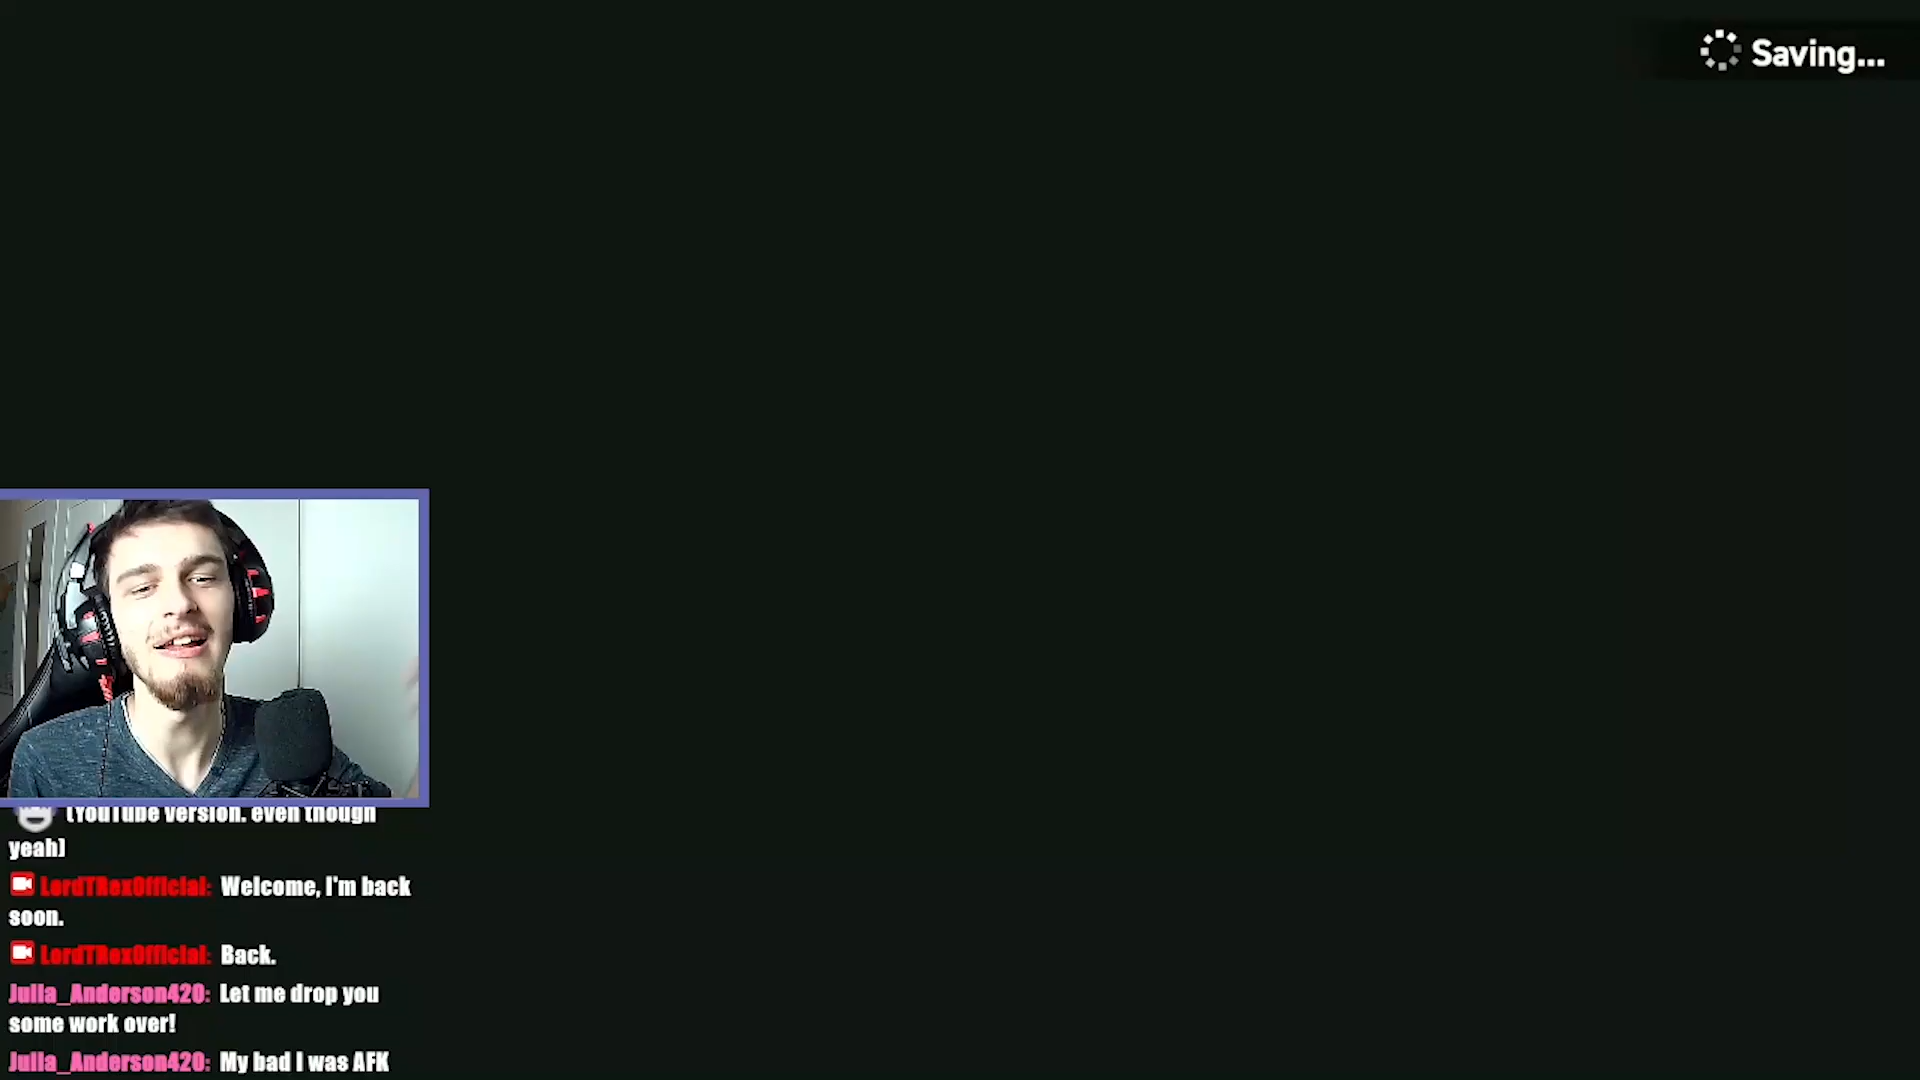 Saving...
(YouTube version. even though
yeah)
LordTRexOfficial: Welcome, I'm back
soon.
LordTRexOfficial: Back.
Julia_Anderson420: Let me drop you
some work over!
Julia_Anderson420: My bad I was AFK